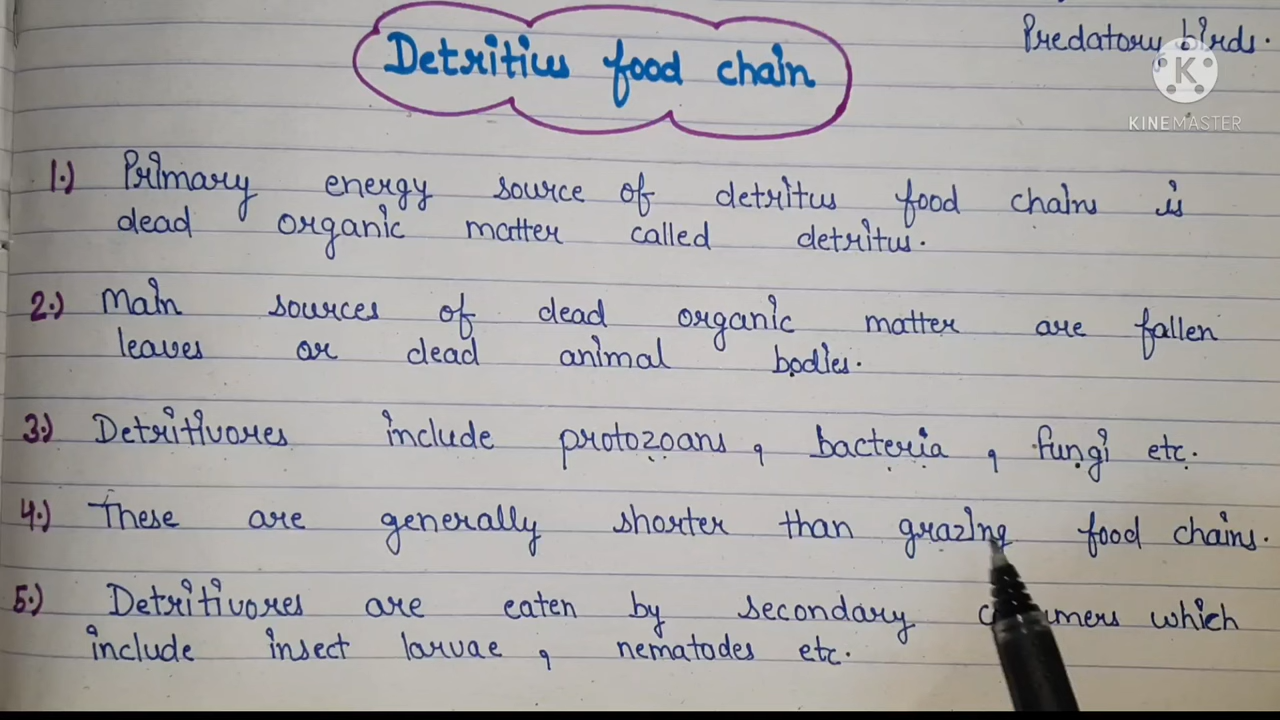 Predatory birds.
KINEMASTER
Detritius food chain
1.) Primary energy source of detritus food chains is
dead organic matter called detritus.
2.) Main sources of dead organic matter are fallen
leaves or dead animal bodies.
3.) Detritivores include protozoans, bacteria, fungi etc.
4.) These are generally shorter than grazing food chains.
5.) Detritivores are eaten by secondary which
include insect larvae, nematodes etc.